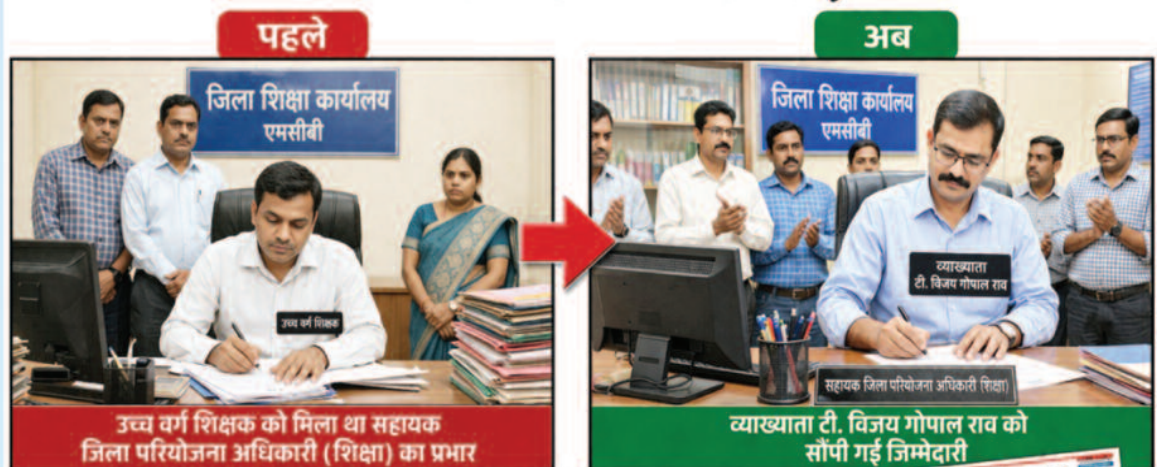 पहले
अब
जिला शिक्षा कार्यालय
एमसीबी
जिला शिक्षा कार्यालय
एमसीबी
उच्च वर्ग शिक्षक
व्याख्याता
टी. विजय गोपाल राव
सहायक जिला परियोजना अधिकारी (शिक्षा)
उच्च वर्ग शिक्षक को मिला था सहायक
जिला परियोजना अधिकारी (शिक्षा) का प्रभार
व्याख्याता टी. विजय गोपाल राव को
सौंपी गई जिम्मेदारी